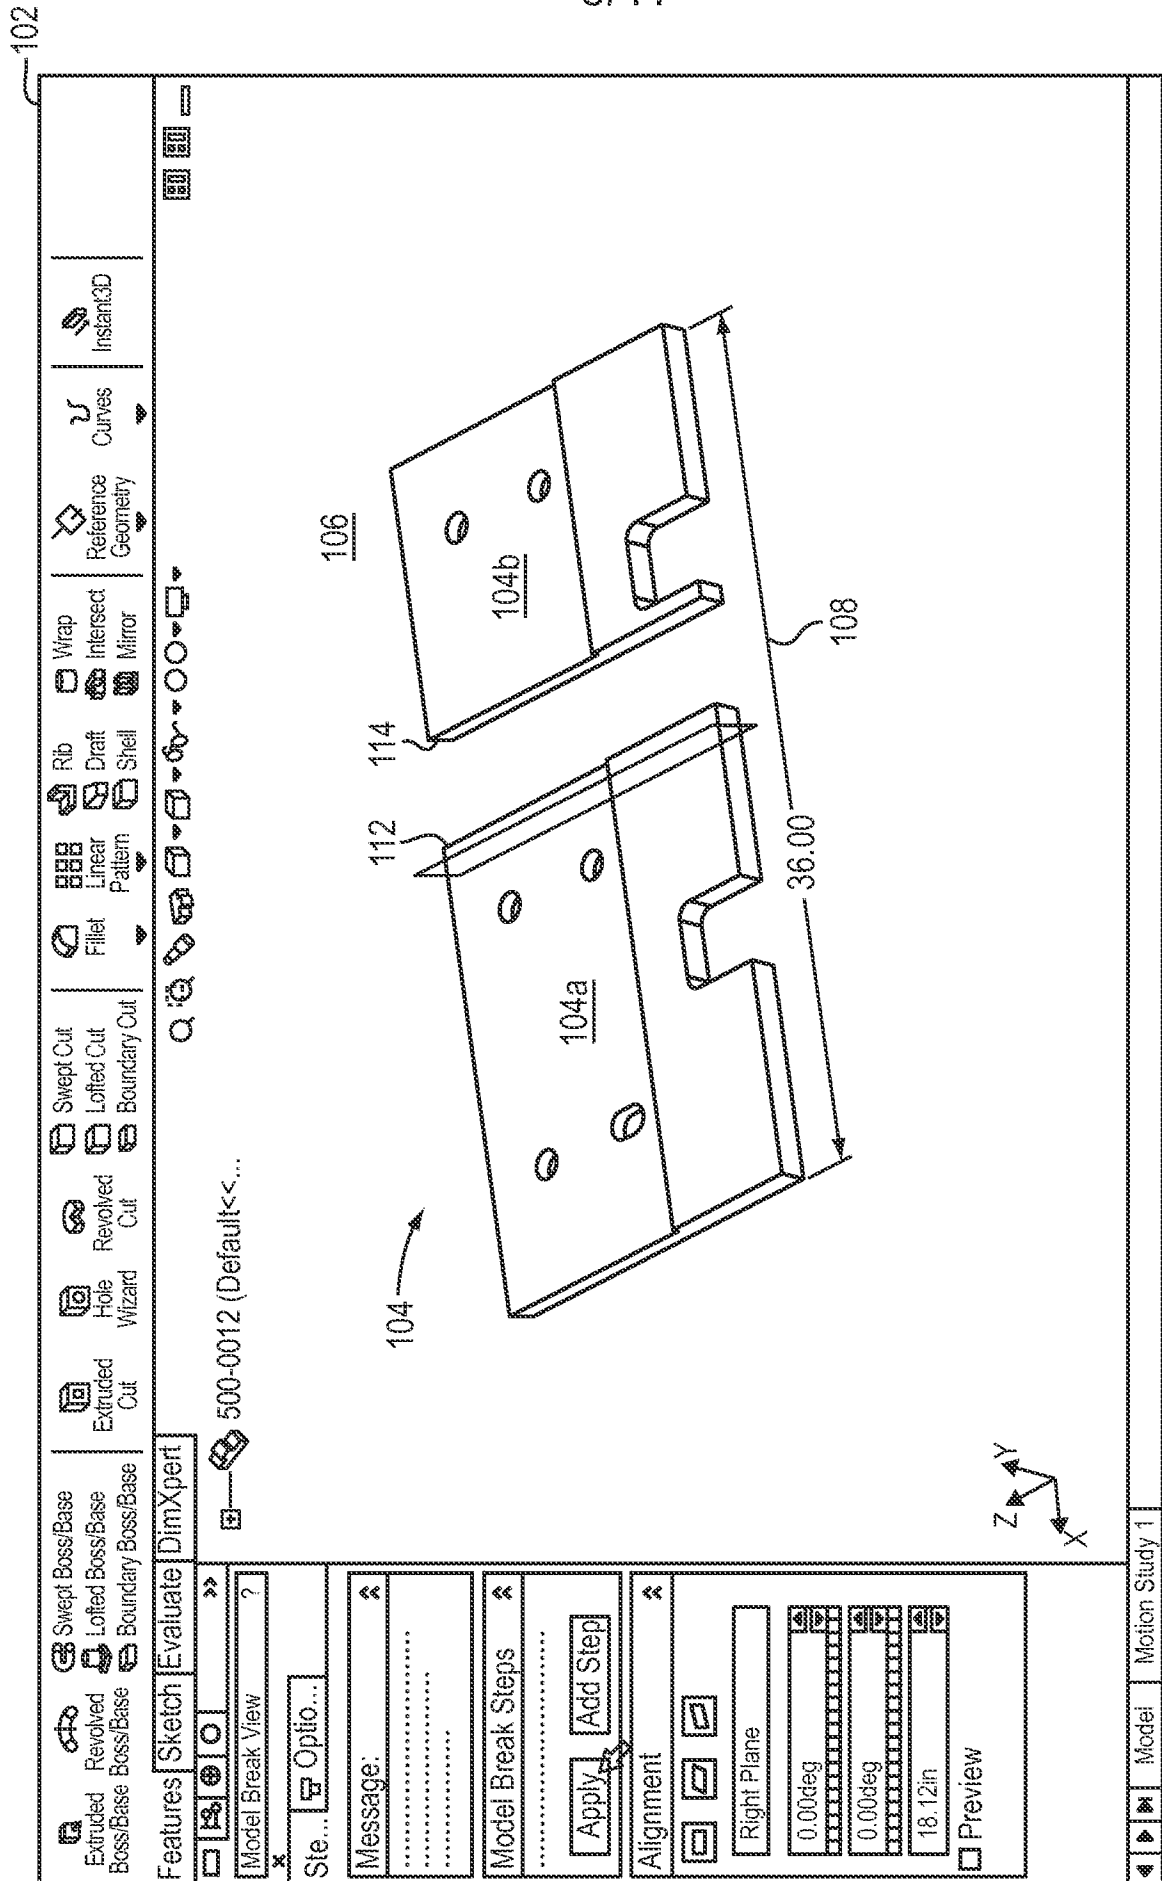 102
Extruded Boss/Base
Revolved Boss/Base
Swept Boss/Base
Lofted Boss/Base
Boundary Boss/Base
Extruded Cut
Hole Wizard
Revolved Cut
Swept Cut
Lofted Cut
Boundary Cut
Fillet
Linear Pattern
Rib
Draft
Shell
Wrap
Intersect
Mirror
Reference Geometry
Curves
Instant3D
Features Sketch Evaluate DimXpert
Model Break View ?
Ste... Optio...
Message:
Model Break Steps
Apply Add Step
Alignment
Right Plane
0.00deg
0.00deg
18.12in
Preview
500-0012 (Default<<...
104
112
114
106
104a
104b
36.00
108
Z
Y
X
Model Motion Study 1